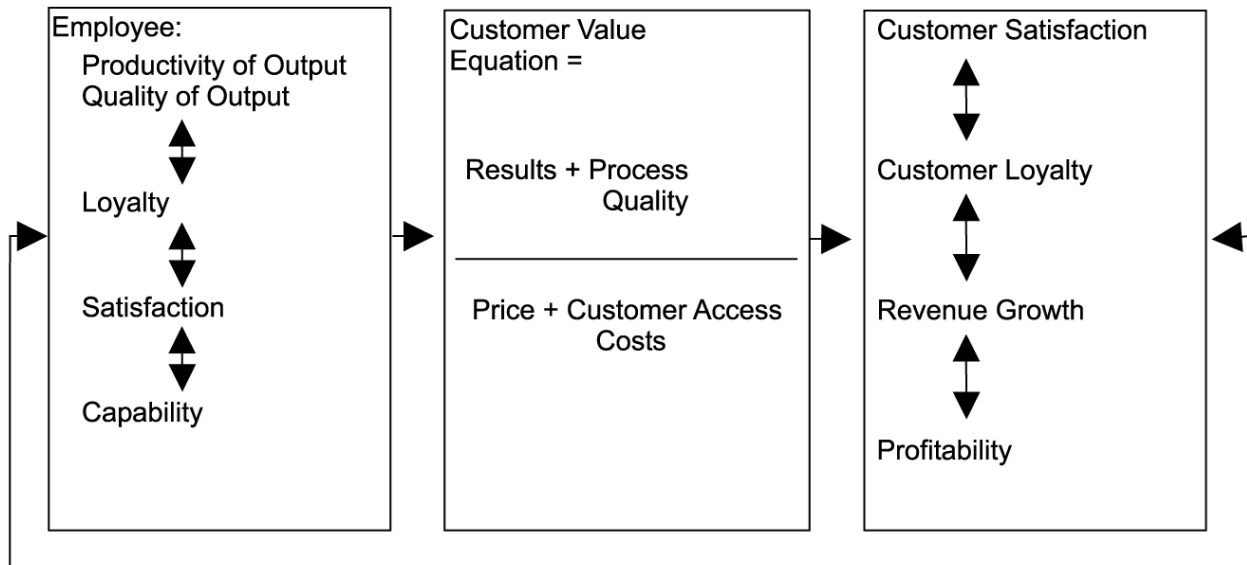 Employee:
Productivity of Output
Quality of Output
Loyalty
Satisfaction
Capability
Customer Value
Equation =
Results + Process
Quality
Price + Customer Access
Costs
Customer Satisfaction
Customer Loyalty
Revenue Growth
Profitability